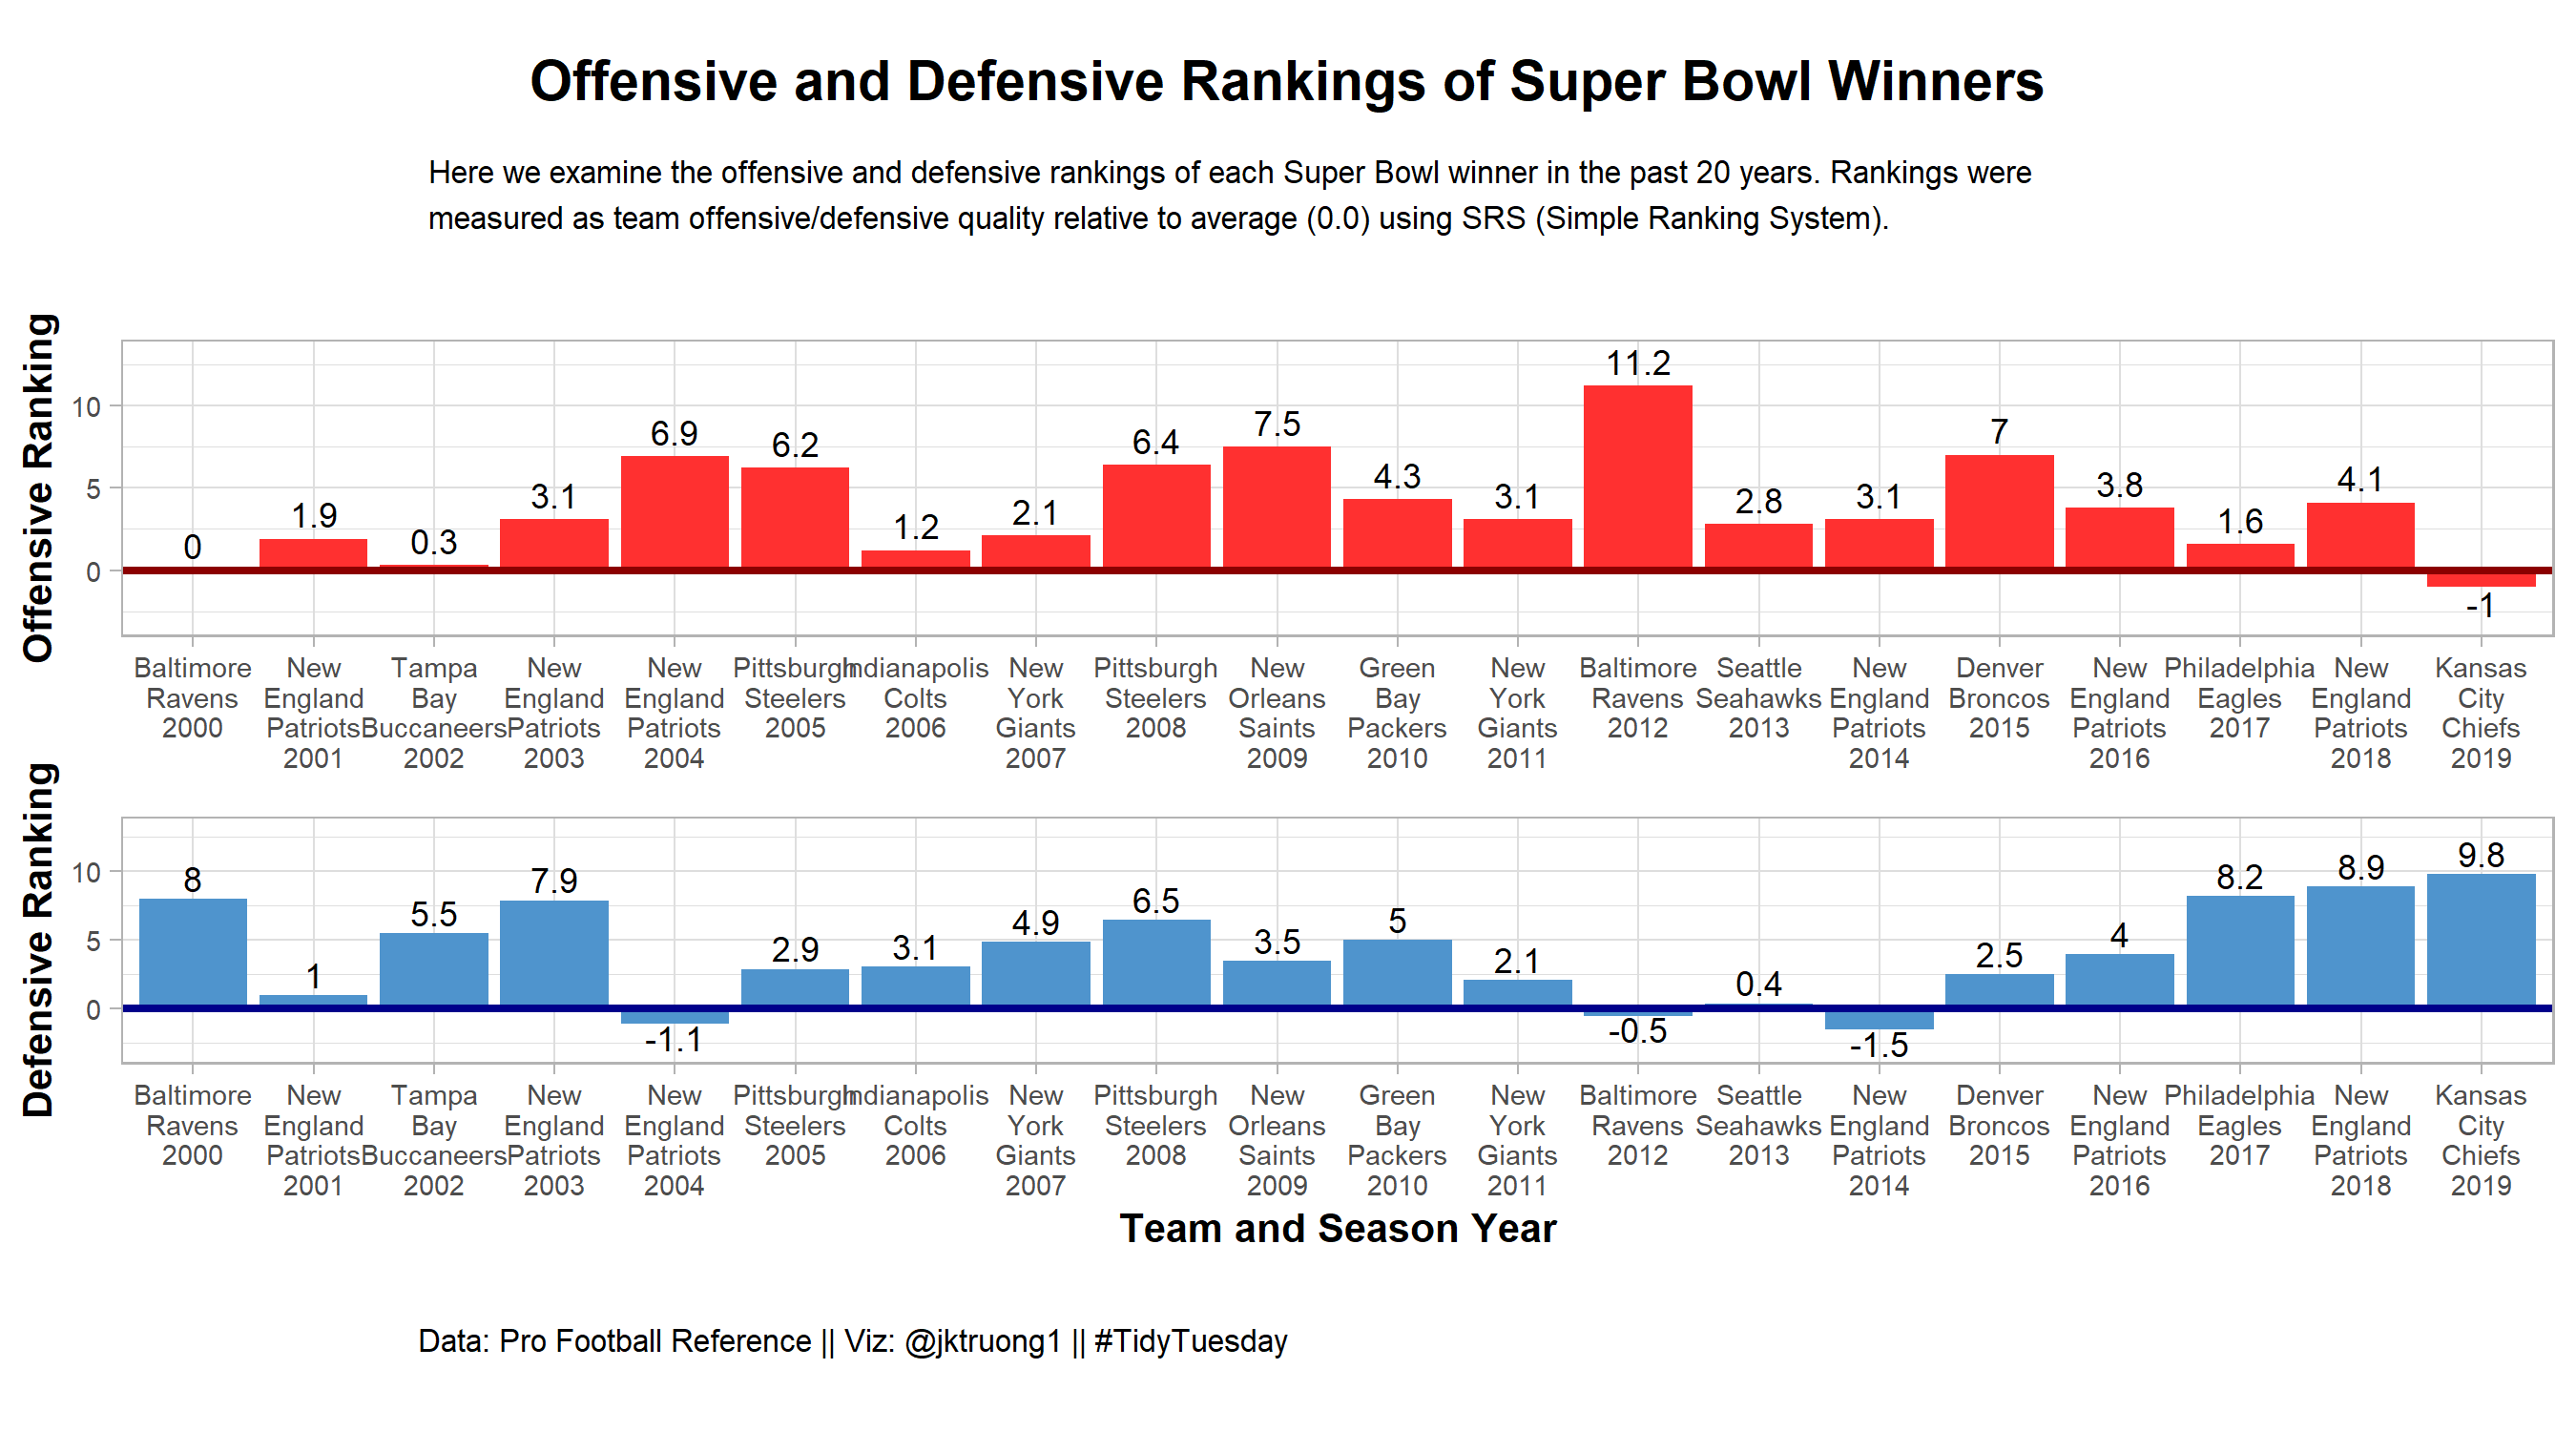 Offensive and Defensive Rankings of Super Bowl Winners
Here we examine the offensive and defensive rankings of each Super Bowl winner in the past 20 years. Rankings were
measured as team offensive/defensive quality relative to average (0.0) using SRS (Simple Ranking System).
Offensive Ranking
10
5
0
0
1.9
0.3
3.1
6.9
6.2
1.2
2.1
6.4
7.5
4.3
3.1
11.2
2.8
3.1
7
3.8
1.6
4.1
-1
Baltimore
Ravens
2000
New
England
Patriots
2001
Tampa
Bay
Buccaneers
2002
New
England
Patriots
2003
New
England
Patriots
2004
Pittsburgh
Steelers
2005
Indianapolis
Colts
2006
New
York
Giants
2007
Pittsburgh
Steelers
2008
New
Orleans
Saints
2009
Green
Bay
Packers
2010
New
York
Giants
2011
Baltimore
Ravens
2012
Seattle
Seahawks
2013
New
England
Patriots
2014
Denver
Broncos
2015
New
England
Patriots
2016
Philadelphia
Eagles
2017
New
England
Patriots
2018
Kansas
City
Chiefs
2019
Defensive Ranking
10
5
0
8
1
5.5
7.9
-1.1
2.9
3.1
4.9
6.5
3.5
5
2.1
-0.5
0.4
-1.5
2.5
4
8.2
8.9
9.8
Baltimore
Ravens
2000
New
England
Patriots
2001
Tampa
Bay
Buccaneers
2002
New
England
Patriots
2003
New
England
Patriots
2004
Pittsburgh
Steelers
2005
Indianapolis
Colts
2006
New
York
Giants
2007
Pittsburgh
Steelers
2008
New
Orleans
Saints
2009
Green
Bay
Packers
2010
New
York
Giants
2011
Baltimore
Ravens
2012
Seattle
Seahawks
2013
New
England
Patriots
2014
Denver
Broncos
2015
New
England
Patriots
2016
Philadelphia
Eagles
2017
New
England
Patriots
2018
Kansas
City
Chiefs
2019
Team and Season Year
Data: Pro Football Reference || Viz: @jktruong1 || #TidyTuesday